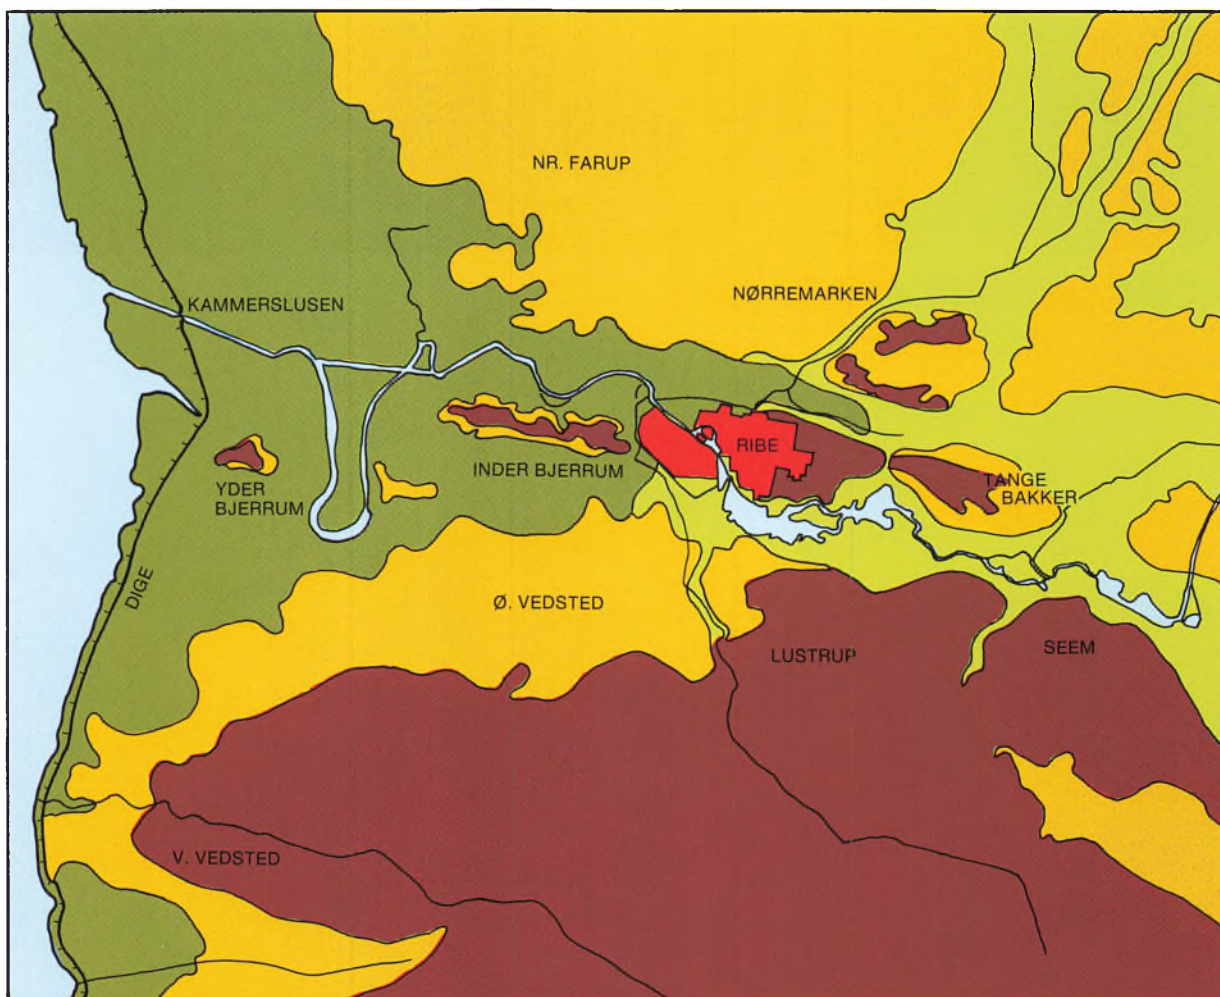 NR. FARUP
NØRREMARKEN
KAMMERSLUSEN
RIBE
INDER BJERRUM
TANGE
BAKKER
YDER
BJERRUM
DIGE
Ø. VEDSTED
LUSTRUP
SEEM
V. VEDSTED